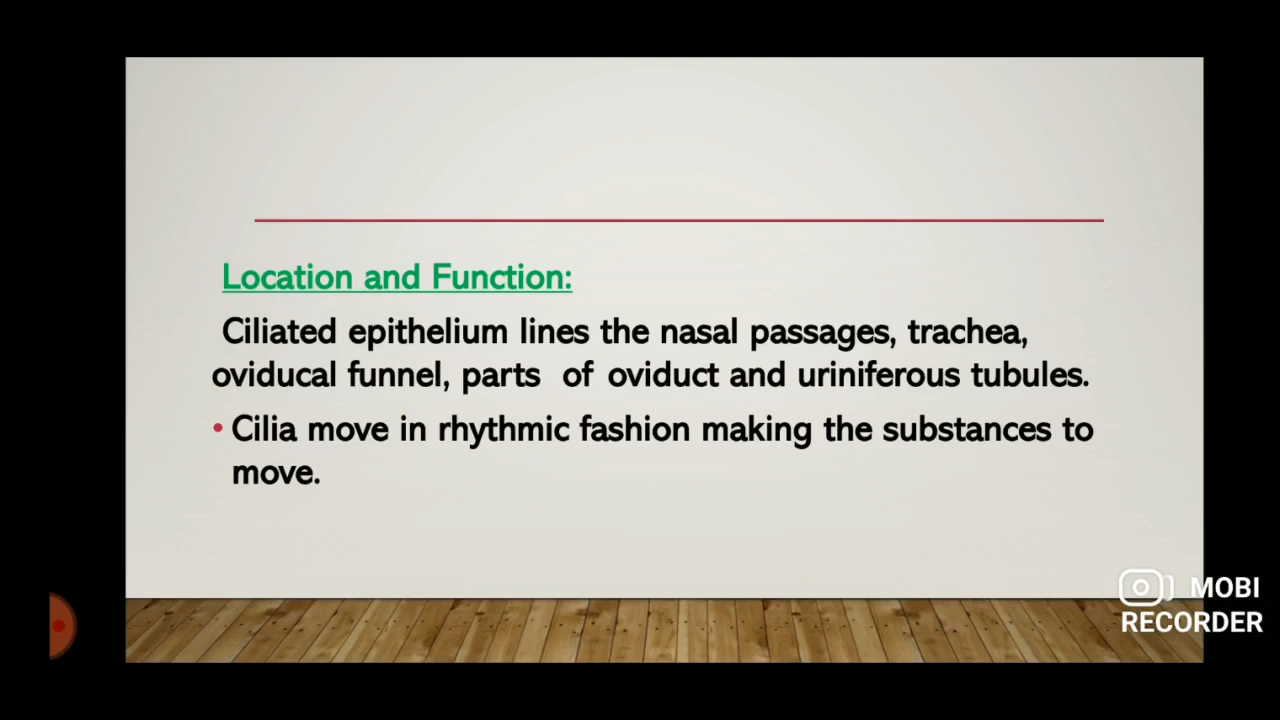 Location and Function:
Ciliated epithelium lines the nasal passages, trachea,
oviducal funnel, parts of oviduct and uriniferous tubules.
• Cilia move in rhythmic fashion making the substances to
move.
MOBI
RECORDER